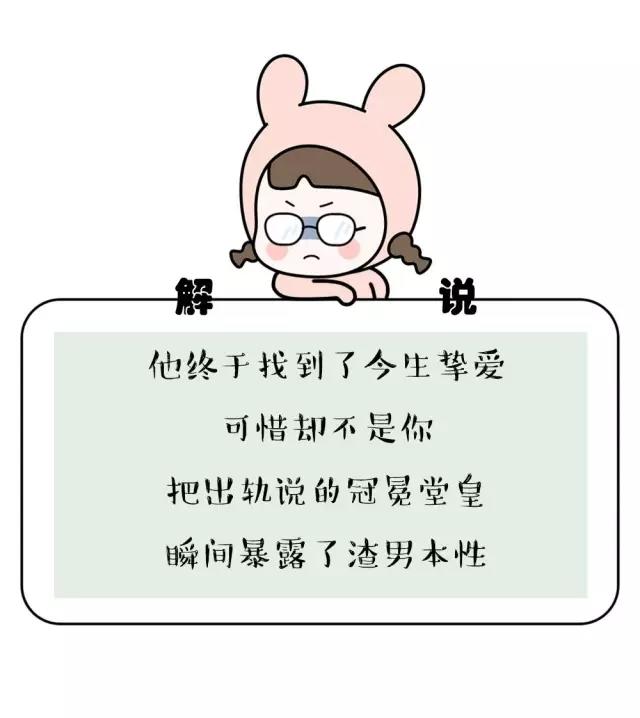 解说
他终于找到了今生挚爱
可惜却不是你
把出轨说的冠冕堂皇
瞬间暴露了渣男本性